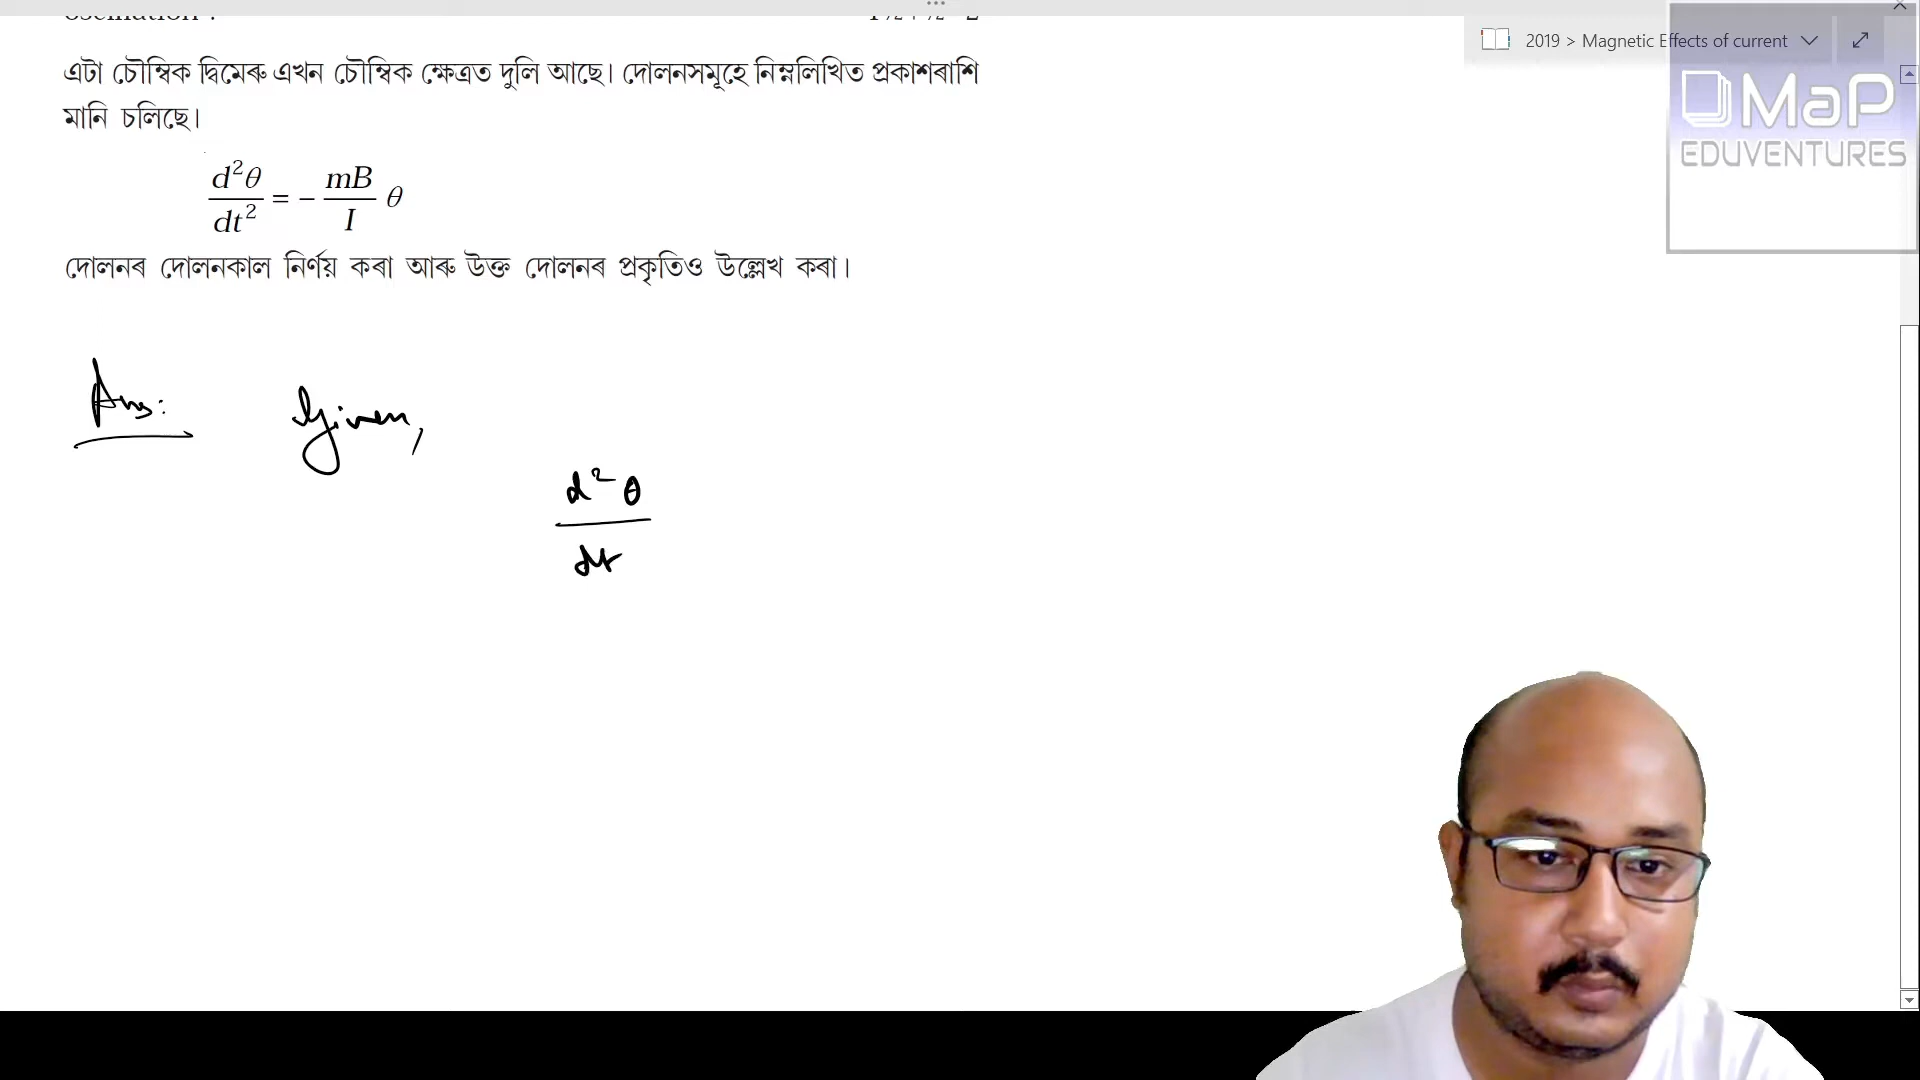 2019 > Magnetic Effects of current
MaP
EDUVENTURES
এটা চৌম্বিক দ্বিমেৰু এখন চৌম্বিক ক্ষেত্ৰত দুলি আছে। দোলনসমূহে নিম্নলিখিত প্ৰকাশৰাশি
মানি চলিছে।
d²θ/dt² = − mB/I θ
দোলনৰ দোলনকাল নিৰ্ণয় কৰা আৰু উক্ত দোলনৰ প্ৰকৃতিও উল্লেখ কৰা।
Ans: Given,
d²θ
dt